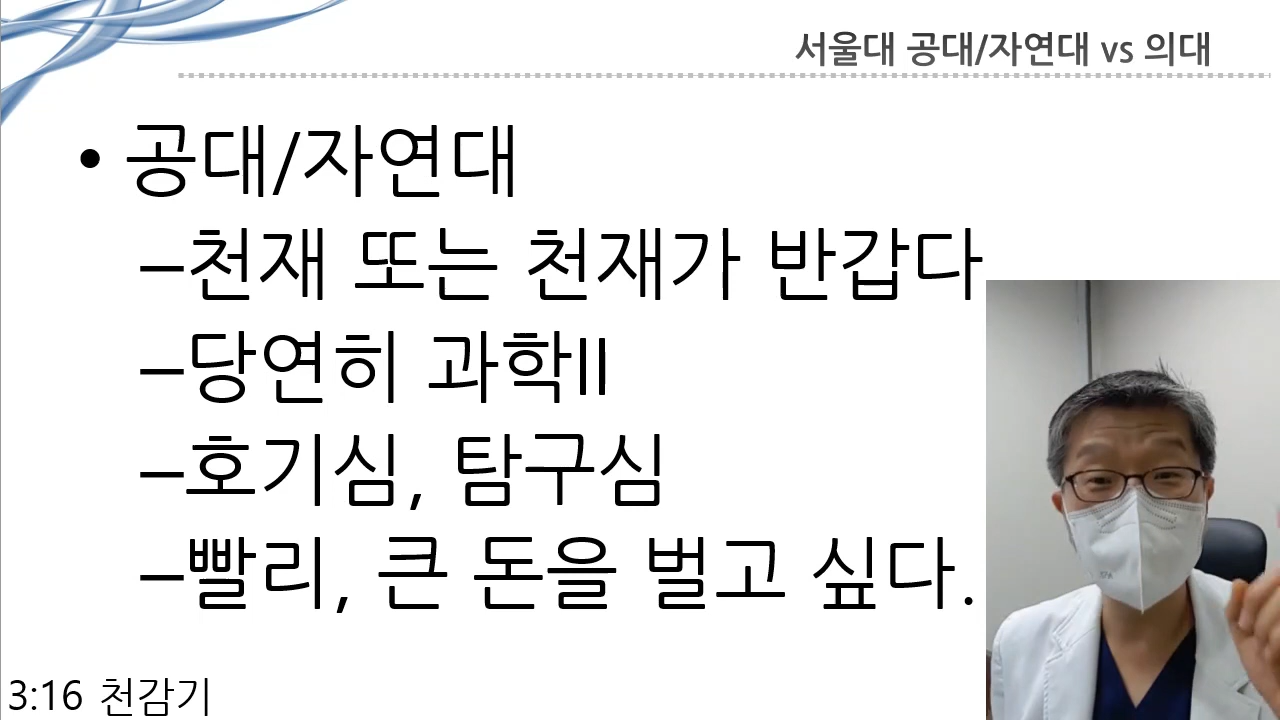 서울대 공대/자연대 vs 의대
• 공대/자연대
–천재 또는 천재가 반갑다
–당연히 과학II
–호기심, 탐구심
–빨리, 큰 돈을 벌고 싶다.
3:16 천감기